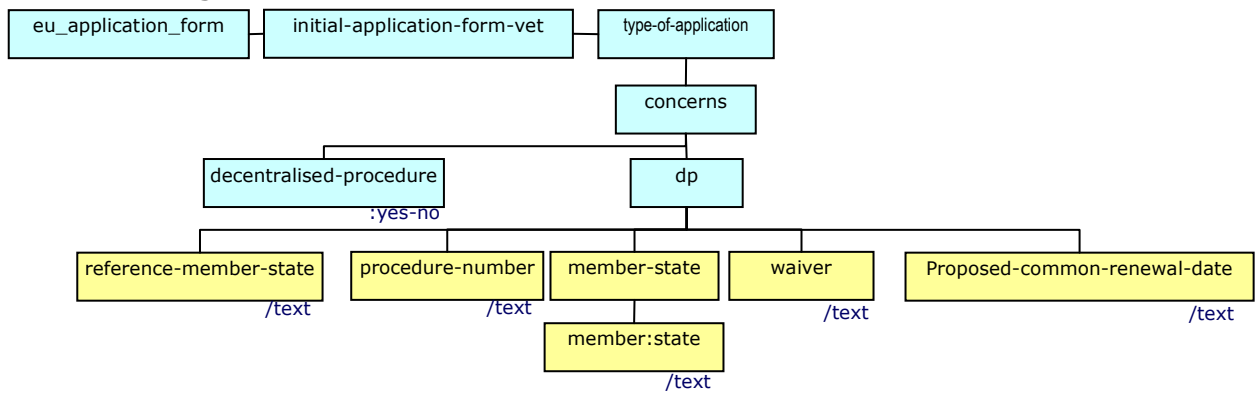 eu_application_form
initial-application-form-vet
type-of-application
concerns
decentralised-procedure
:yes-no
dp
reference-member-state
/text
procedure-number
/text
member-state
waiver
/text
Proposed-common-renewal-date
/text
member:state
/text